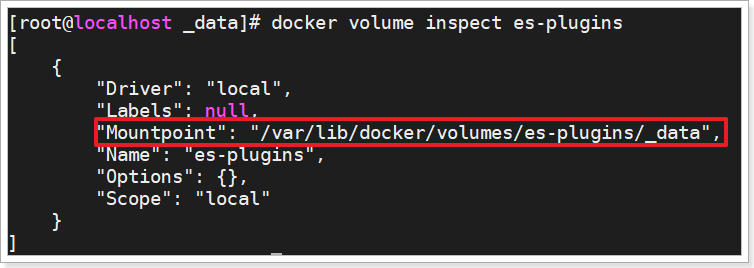 [root@localhost _data]# docker volume inspect es-plugins
[
    {
        "Driver": "local",
        "Labels": null,
        "Mountpoint": "/var/lib/docker/volumes/es-plugins/_data",
        "Name": "es-plugins",
        "Options": {},
        "Scope": "local"
    }
]